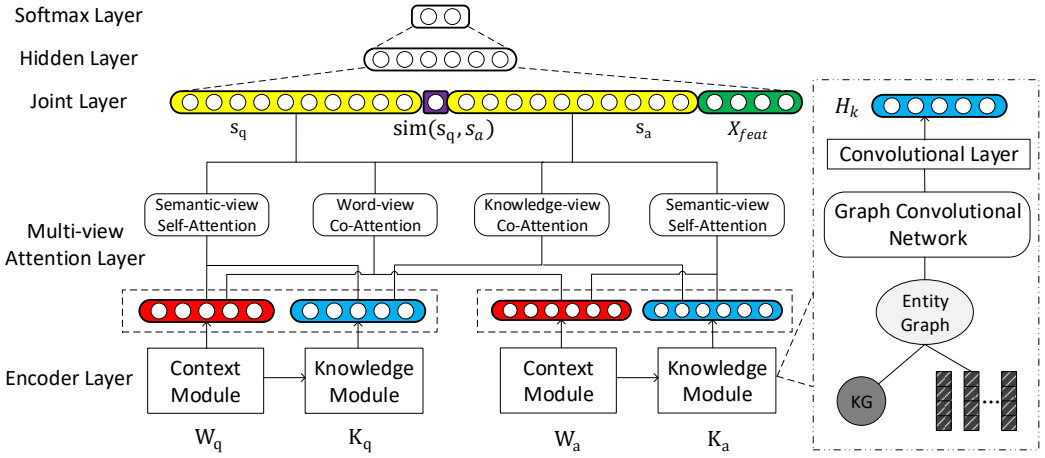 Softmax Layer
Hidden Layer
Joint Layer
s_q
sim(s_q, s_a)
s_a
X_feat
Semantic-view
Self-Attention
Word-view
Co-Attention
Knowledge-view
Co-Attention
Semantic-view
Self-Attention
Multi-view
Attention Layer
Encoder Layer
Context
Module
Knowledge
Module
Context
Module
Knowledge
Module
W_q
K_q
W_a
K_a
H_k
Convolutional Layer
Graph Convolutional
Network
Entity
Graph
KG
...